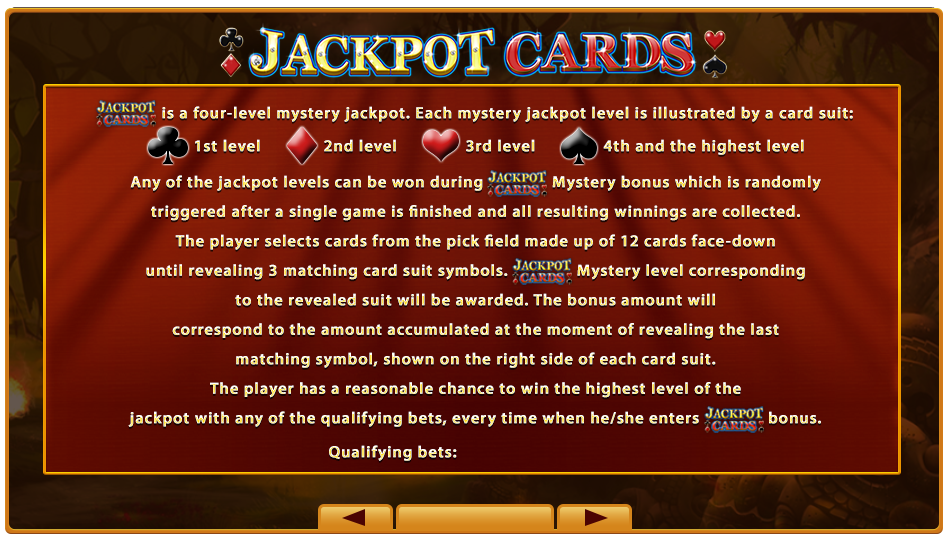 JACKPOT CARDS
JACKPOT CARDS is a four-level mystery jackpot. Each mystery jackpot level is illustrated by a card suit:
1st level 2nd level 3rd level 4th and the highest level
Any of the jackpot levels can be won during JACKPOT CARDS Mystery bonus which is randomly
triggered after a single game is finished and all resulting winnings are collected.
The player selects cards from the pick field made up of 12 cards face-down
until revealing 3 matching card suit symbols. JACKPOT CARDS Mystery level corresponding
to the revealed suit will be awarded. The bonus amount will
correspond to the amount accumulated at the moment of revealing the last
matching symbol, shown on the right side of each card suit.
The player has a reasonable chance to win the highest level of the
jackpot with any of the qualifying bets, every time when he/she enters JACKPOT CARDS bonus.
Qualifying bets: